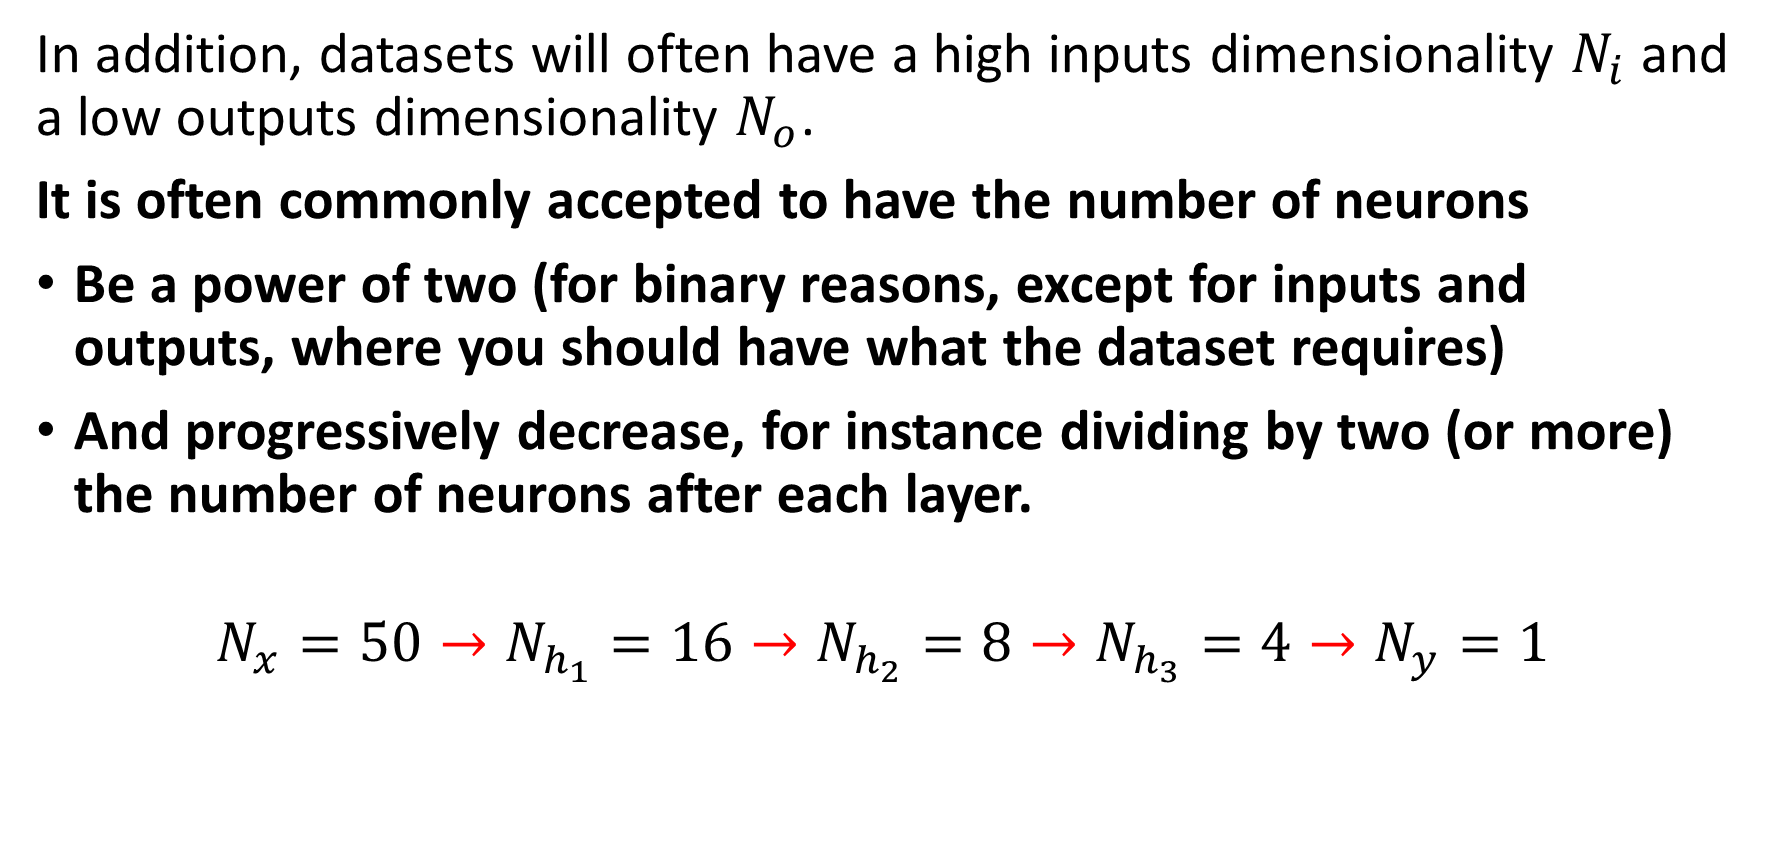 In addition, datasets will often have a high inputs dimensionality $N_i$ and
a low outputs dimensionality $N_o$.
It is often commonly accepted to have the number of neurons
• Be a power of two (for binary reasons, except for inputs and
outputs, where you should have what the dataset requires)
• And progressively decrease, for instance dividing by two (or more)
the number of neurons after each layer.
$N_x = 50 \rightarrow N_{h_1} = 16 \rightarrow N_{h_2} = 8 \rightarrow N_{h_3} = 4 \rightarrow N_y = 1$